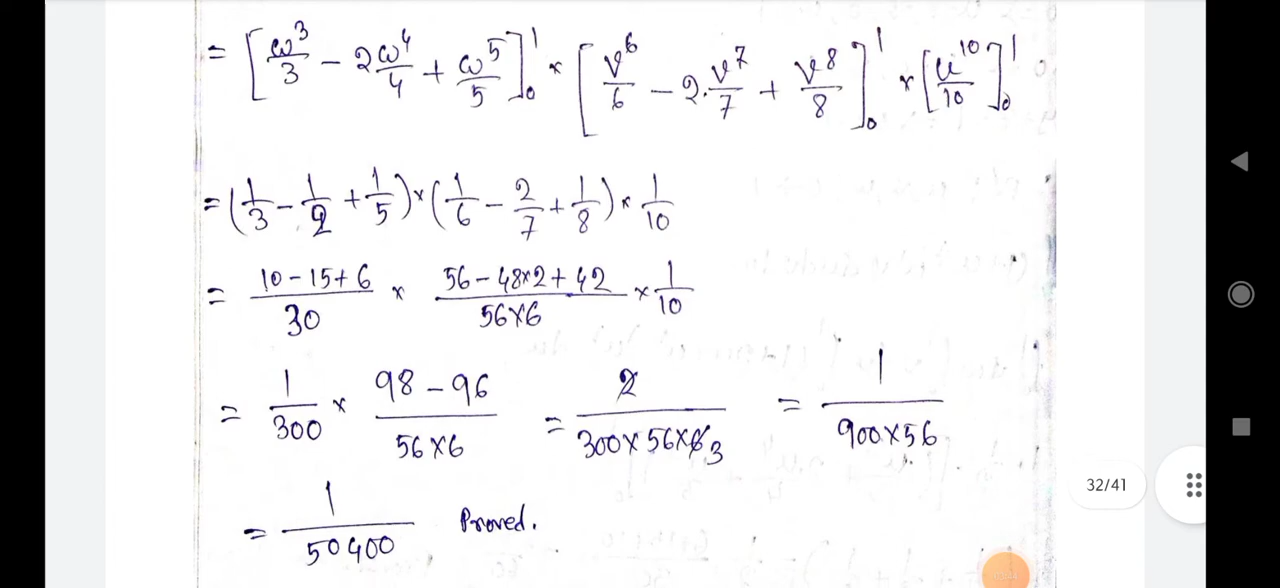 = [ω³/3 − 2ω⁴/4 + ω⁵/5]₀¹ × [v⁶/6 − 2.v⁷/7 + v⁸/8]₀¹ × [u¹⁰/10]₀¹
= (1/3 − 1/2 + 1/5) × (1/6 − 2/7 + 1/8) × 1/10
= (10 − 15 + 6)/30 × (56 − 48×2 + 42)/(56×6) × 1/10
= 1/300 × (98 − 96)/(56×6) = 2/(300×56×6 3) = 1/(900×56)
32/41
= 1/50400 Proved.